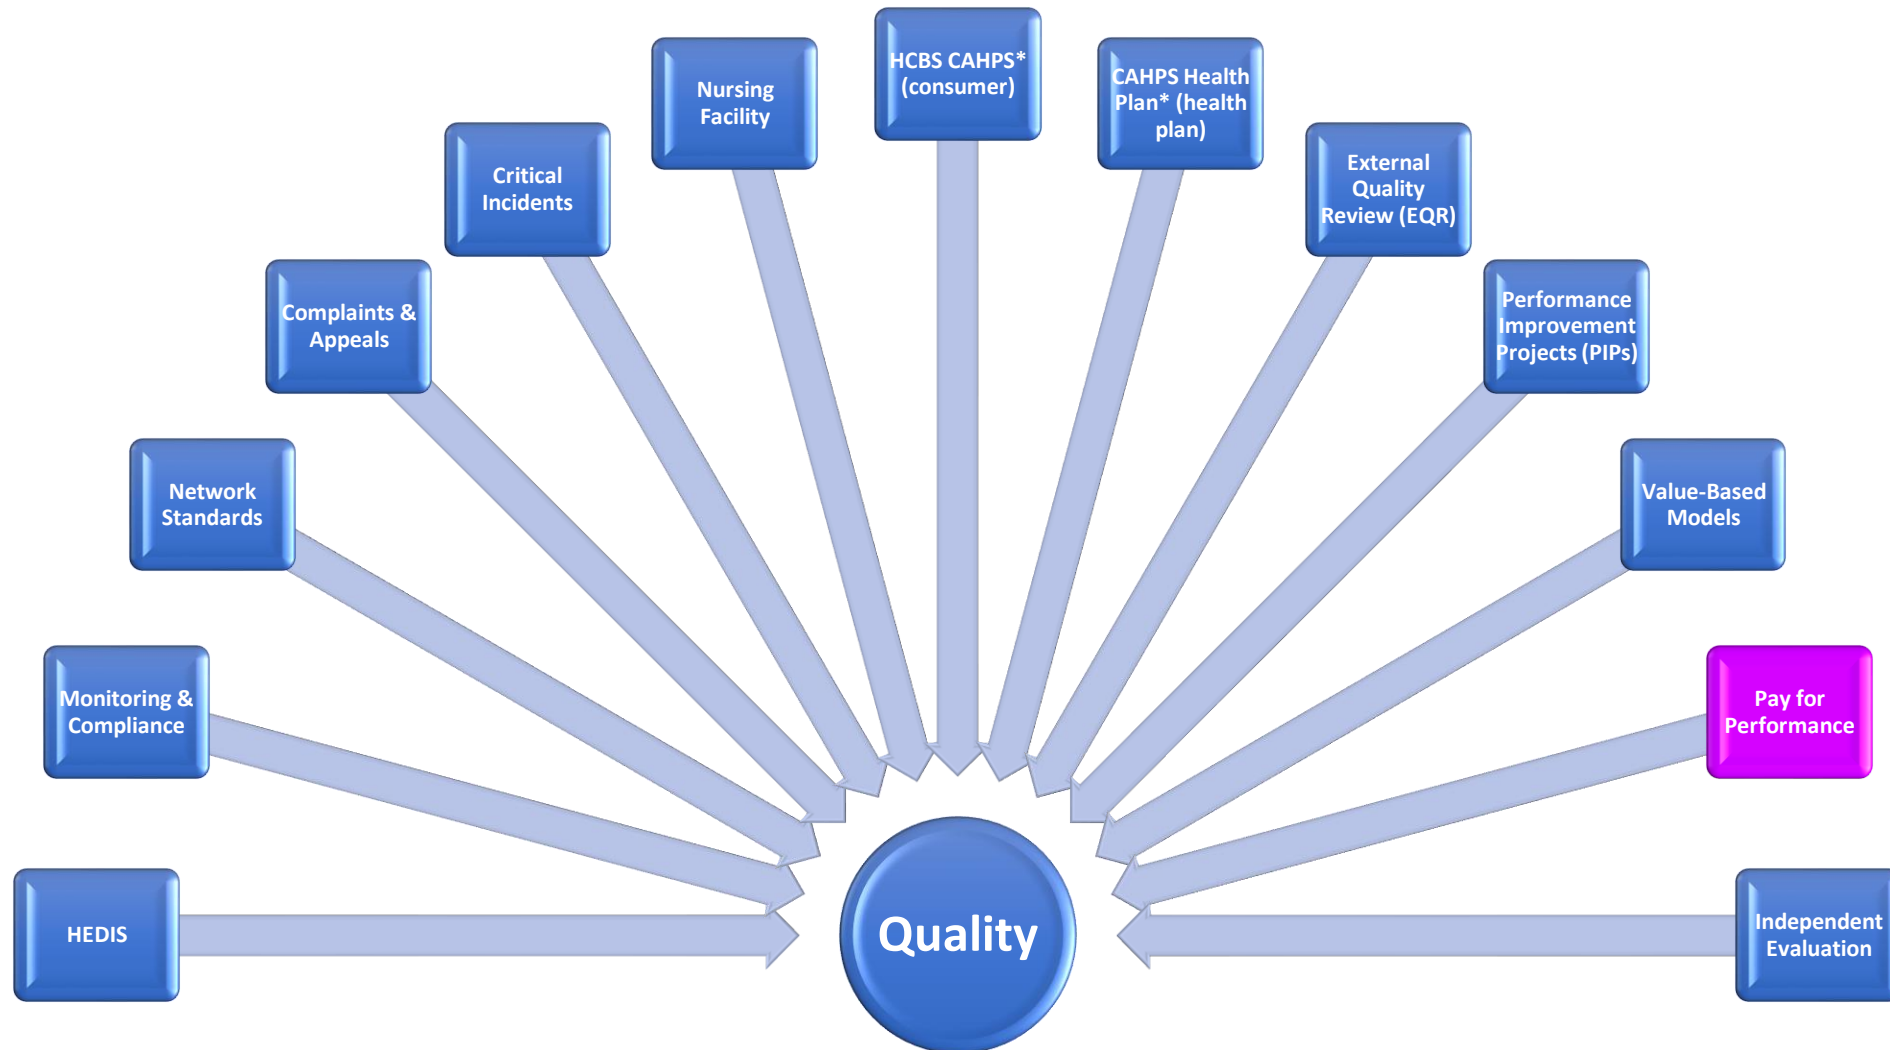 HCBS CAHPS*
(consumer)
Nursing
Facility
CAHPS Health
Plan* (health
plan)
Critical
Incidents
External
Quality
Review (EQR)
Complaints &
Appeals
Performance
Improvement
Projects (PIPs)
Network
Standards
Value-Based
Models
Monitoring &
Compliance
Pay for
Performance
HEDIS
Quality
Independent
Evaluation